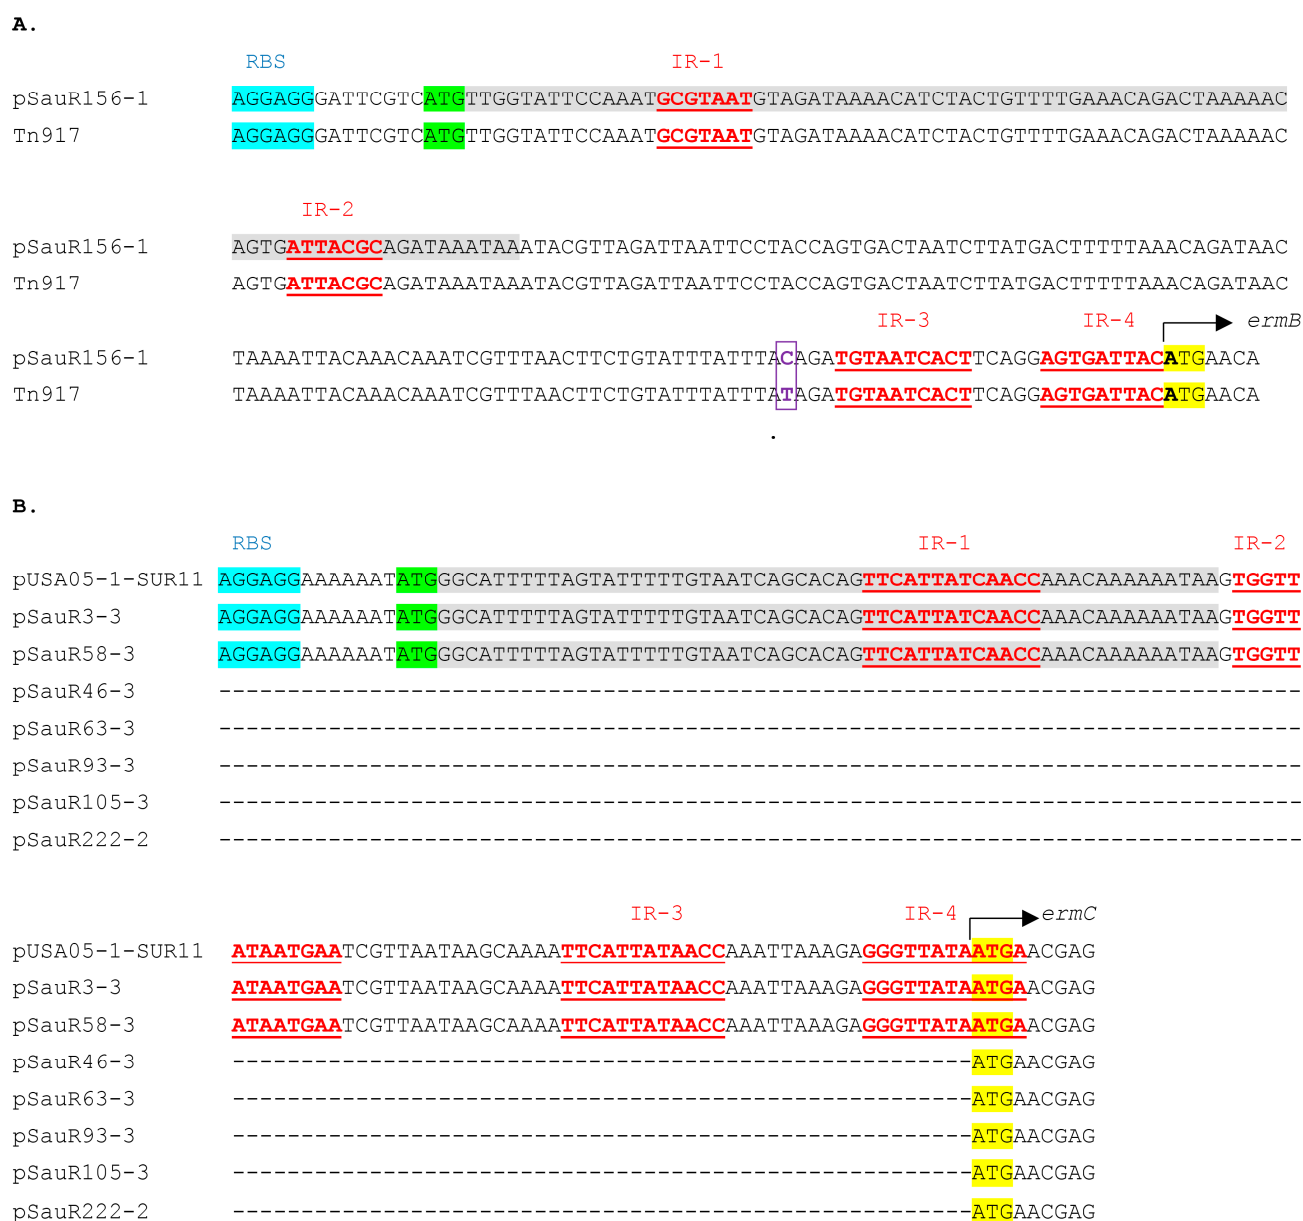 A.
RBS IR-1
pSauR156-1 AGGAGGGATTCGTCATGTTGGTATTCCAAATGCGTAATGTAGATAAAACATCTACTGTTTTGAAACAGACTAAAAAC
Tn917 AGGAGGGATTCGTCATGTTGGTATTCCAAATGCGTAATGTAGATAAAACATCTACTGTTTTGAAACAGACTAAAAAC
IR-2
pSauR156-1 AGTGATTACGCAGATAAATAAATACGTTAGATTAATTCCTACCAGTGACTAATCTTATGACTTTTTAAACAGATAAC
Tn917 AGTGATTACGCAGATAAATAAATACGTTAGATTAATTCCTACCAGTGACTAATCTTATGACTTTTTAAACAGATAAC
IR-3 IR-4 ermB
pSauR156-1 TAAAATTACAAACAAATCGTTTAACTTCTGTATTTATTTACAGATGTAATCACTTCAGGAGTGATTACATGAACA
Tn917 TAAAATTACAAACAAATCGTTTAACTTCTGTATTTATTTATAGATGTAATCACTTCAGGAGTGATTACATGAACA
.
B.
RBS IR-1 IR-2
pUSA05-1-SUR11 AGGAGGAAAAAATATGGGCATTTTTAGTATTTTTGTAATCAGCACAGTTCATTATCAACCAAACAAAAAATAAGTGGTT
pSauR3-3 AGGAGGAAAAAATATGGGCATTTTTAGTATTTTTGTAATCAGCACAGTTCATTATCAACCAAACAAAAAATAAGTGGTT
pSauR58-3 AGGAGGAAAAAATATGGGCATTTTTAGTATTTTTGTAATCAGCACAGTTCATTATCAACCAAACAAAAAATAAGTGGTT
pSauR46-3 -------------------------------------------------------------------------------
pSauR63-3 -------------------------------------------------------------------------------
pSauR93-3 -------------------------------------------------------------------------------
pSauR105-3 -------------------------------------------------------------------------------
pSauR222-2 -------------------------------------------------------------------------------
IR-3 IR-4 ermC
pUSA05-1-SUR11 ATAATGAATCGTTAATAAGCAAAATTCATTATAACCAAATTAAAGAGGGTTATAATGAACGAG
pSauR3-3 ATAATGAATCGTTAATAAGCAAAATTCATTATAACCAAATTAAAGAGGGTTATAATGAACGAG
pSauR58-3 ATAATGAATCGTTAATAAGCAAAATTCATTATAACCAAATTAAAGAGGGTTATAATGAACGAG
pSauR46-3 ------------------------------------------------------ATGAACGAG
pSauR63-3 ------------------------------------------------------ATGAACGAG
pSauR93-3 ------------------------------------------------------ATGAACGAG
pSauR105-3 ------------------------------------------------------ATGAACGAG
pSauR222-2 ------------------------------------------------------ATGAACGAG